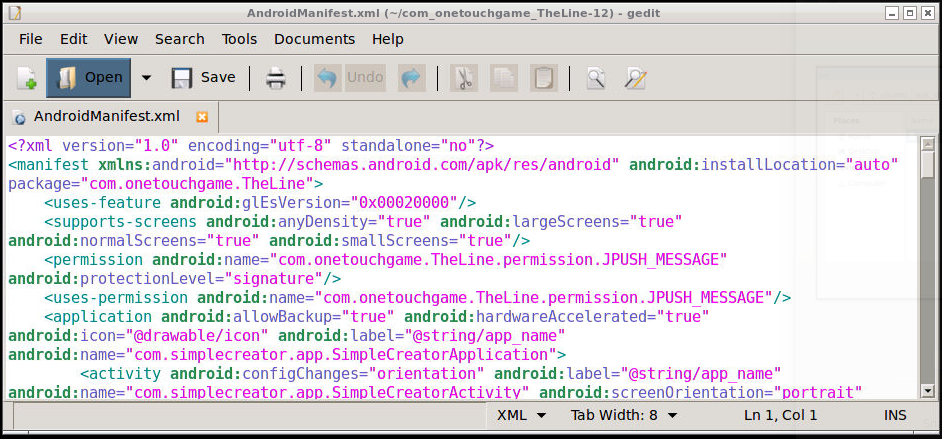 AndroidManifest.xml (~/com_onetouchgame_TheLine-12) - gedit
File Edit View Search Tools Documents Help
Open Save Undo
AndroidManifest.xml
<?xml version="1.0" encoding="utf-8" standalone="no"?>
<manifest xmlns:android="http://schemas.android.com/apk/res/android" android:installLocation="auto"
package="com.onetouchgame.TheLine">
    <uses-feature android:glEsVersion="0x00020000"/>
    <supports-screens android:anyDensity="true" android:largeScreens="true"
android:normalScreens="true" android:smallScreens="true"/>
    <permission android:name="com.onetouchgame.TheLine.permission.JPUSH_MESSAGE"
android:protectionLevel="signature"/>
    <uses-permission android:name="com.onetouchgame.TheLine.permission.JPUSH_MESSAGE"/>
    <application android:allowBackup="true" android:hardwareAccelerated="true"
android:icon="@drawable/icon" android:label="@string/app_name"
android:name="com.simplecreator.app.SimpleCreatorApplication">
        <activity android:configChanges="orientation" android:label="@string/app_name"
android:name="com.simplecreator.app.SimpleCreatorActivity" android:screenOrientation="portrait"
XML Tab Width: 8 Ln 1, Col 1 INS